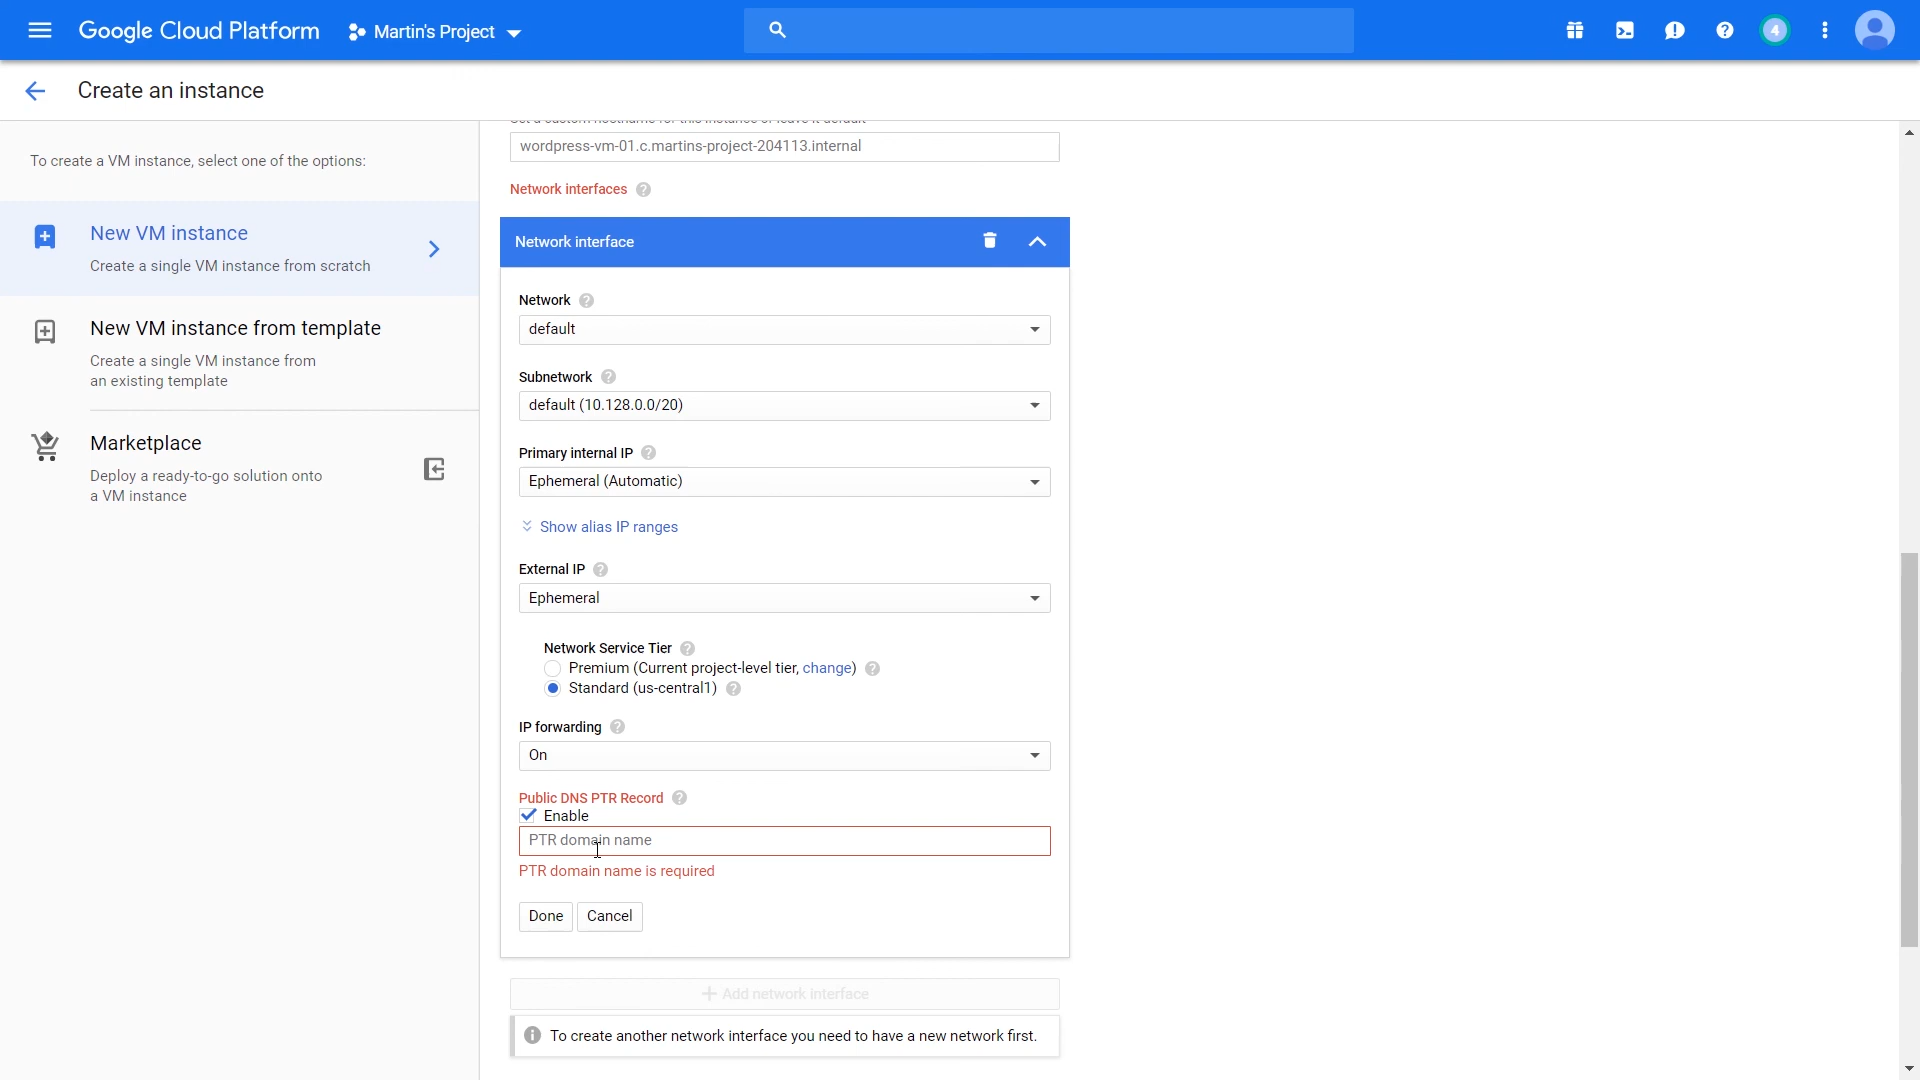 Google Cloud Platform
Martin's Project
4
Create an instance
To create a VM instance, select one of the options:
New VM instance
Create a single VM instance from scratch
New VM instance from template
Create a single VM instance from
an existing template
Marketplace
Deploy a ready-to-go solution onto
a VM instance
Set a custom hostname for this instance or leave it default
wordpress-vm-01.c.martins-project-204113.internal
Network interfaces
Network interface
Network
default
Subnetwork
default (10.128.0.0/20)
Primary internal IP
Ephemeral (Automatic)
Show alias IP ranges
External IP
Ephemeral
Network Service Tier
Premium (Current project-level tier, change)
Standard (us-central1)
IP forwarding
On
Public DNS PTR Record
Enable
PTR domain name
PTR domain name is required
Done
Cancel
+ Add network interface
To create another network interface you need to have a new network first.